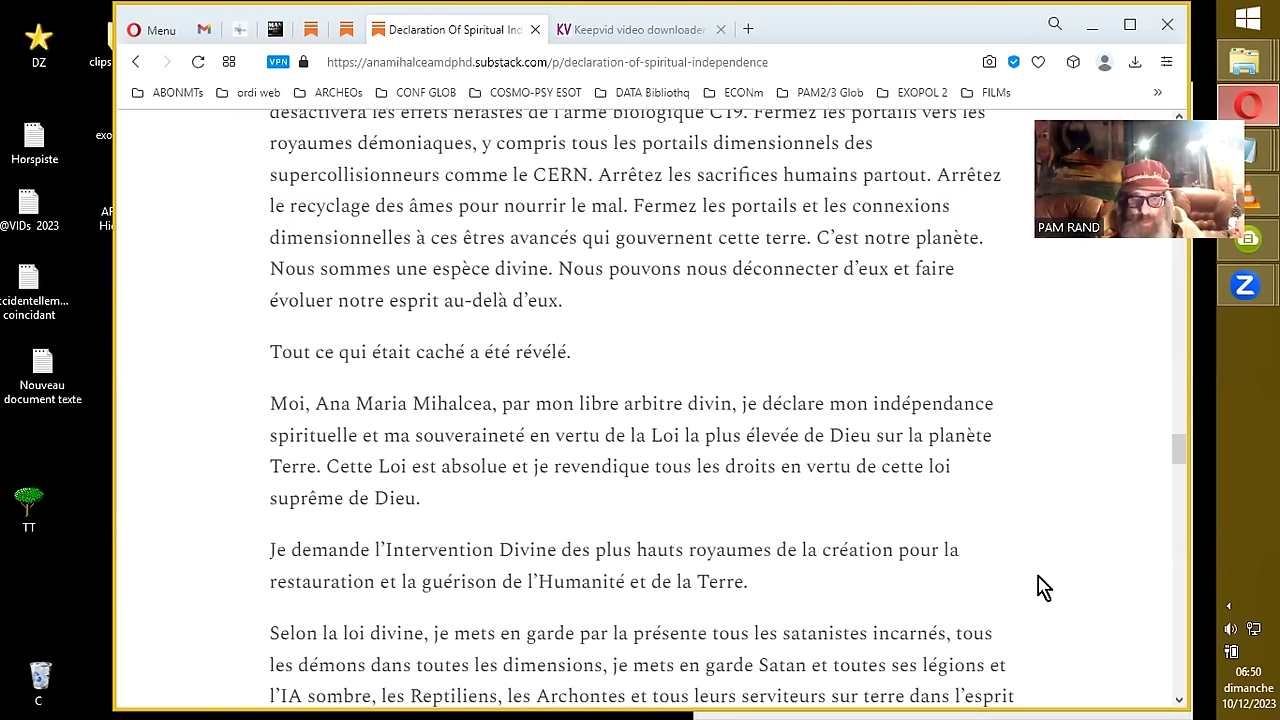 DZ
clips
Horspiste
exo
@VIDs 2023
ccidentellem...
coincidant
Nouveau
document texte
TT
C
Menu
Declaration Of Spiritual Ind
KV Keepvid video downloader
VPN
https://anamihalceamdphd.substack.com/p/declaration-of-spiritual-independence
ABONMTs
ordi web
ARCHEOs
CONF GLOB
COSMO-PSY ESOT
DATA Bibliothq
ECONm
PAM2/3 Glob
EXOPOL 2
FILMs
désactivera les effets néfastes de l'arme biologique C19. Fermez les portails vers les
royaumes démoniaques, y compris tous les portails dimensionnels des
supercollisionneurs comme le CERN. Arrêtez les sacrifices humains partout. Arrêtez
le recyclage des âmes pour nourrir le mal. Fermez les portails et les connexions
dimensionnelles à ces êtres avancés qui gouvernent cette terre. C’est notre planète.
Nous sommes une espèce divine. Nous pouvons nous déconnecter d’eux et faire
évoluer notre esprit au-delà d’eux.
Tout ce qui était caché a été révélé.
Moi, Ana Maria Mihalcea, par mon libre arbitre divin, je déclare mon indépendance
spirituelle et ma souveraineté en vertu de la Loi la plus élevée de Dieu sur la planète
Terre. Cette Loi est absolue et je revendique tous les droits en vertu de cette loi
suprême de Dieu.
Je demande l’Intervention Divine des plus hauts royaumes de la création pour la
restauration et la guérison de l’Humanité et de la Terre.
Selon la loi divine, je mets en garde par la présente tous les satanistes incarnés, tous
les démons dans toutes les dimensions, je mets en garde Satan et toutes ses légions et
l’IA sombre, les Reptiliens, les Archontes et tous leurs serviteurs sur terre dans l’esprit
PAM RAND
06:50
dimanche
10/12/2023